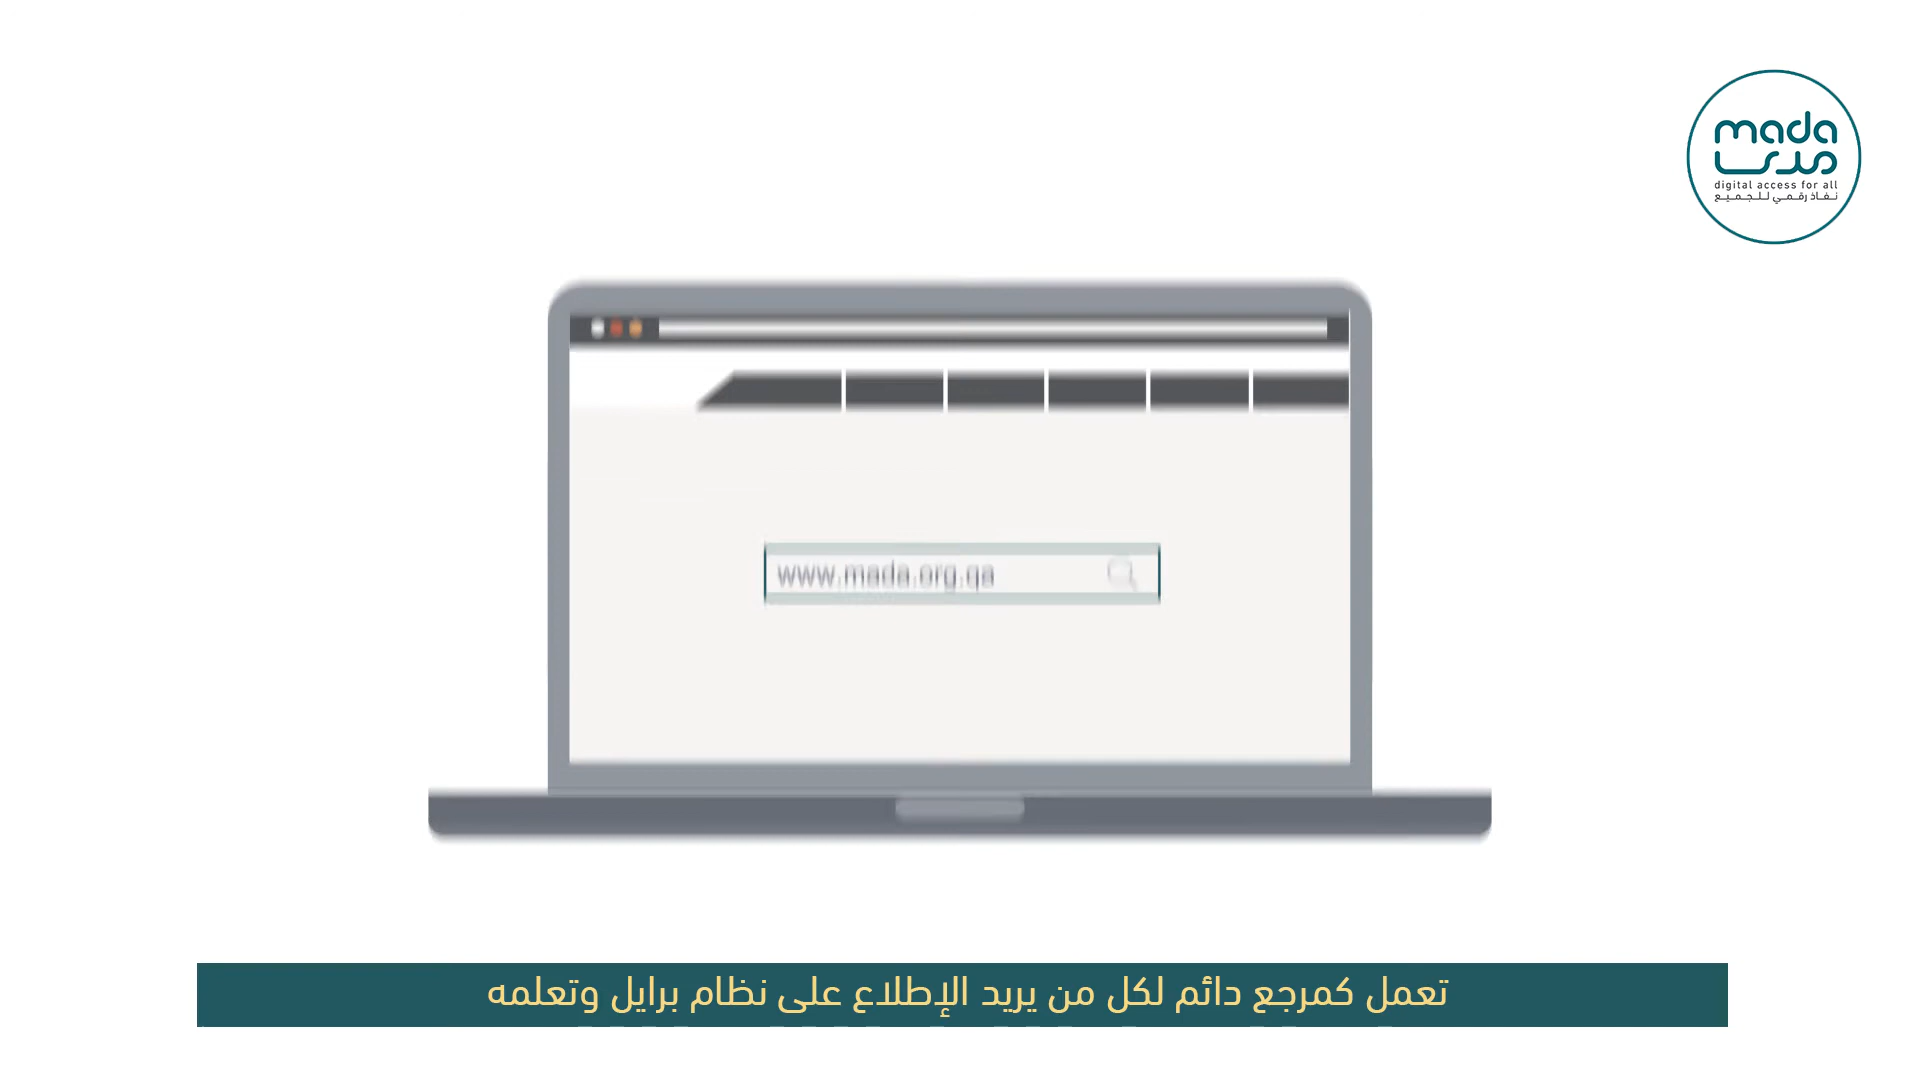 mada
مدى
digital access for all
نفاذ رقمي للجميع
www.mada.org.qa
تعمل كمرجع دائم لكل من يريد الإطلاع على نظام برايل وتعلمه